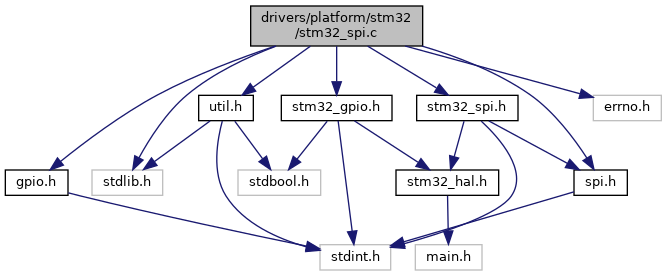 drivers/platform/stm32
/stm32_spi.c
util.h
stm32_gpio.h
stm32_spi.h
errno.h
gpio.h
stdlib.h
stdbool.h
stm32_hal.h
spi.h
stdint.h
main.h